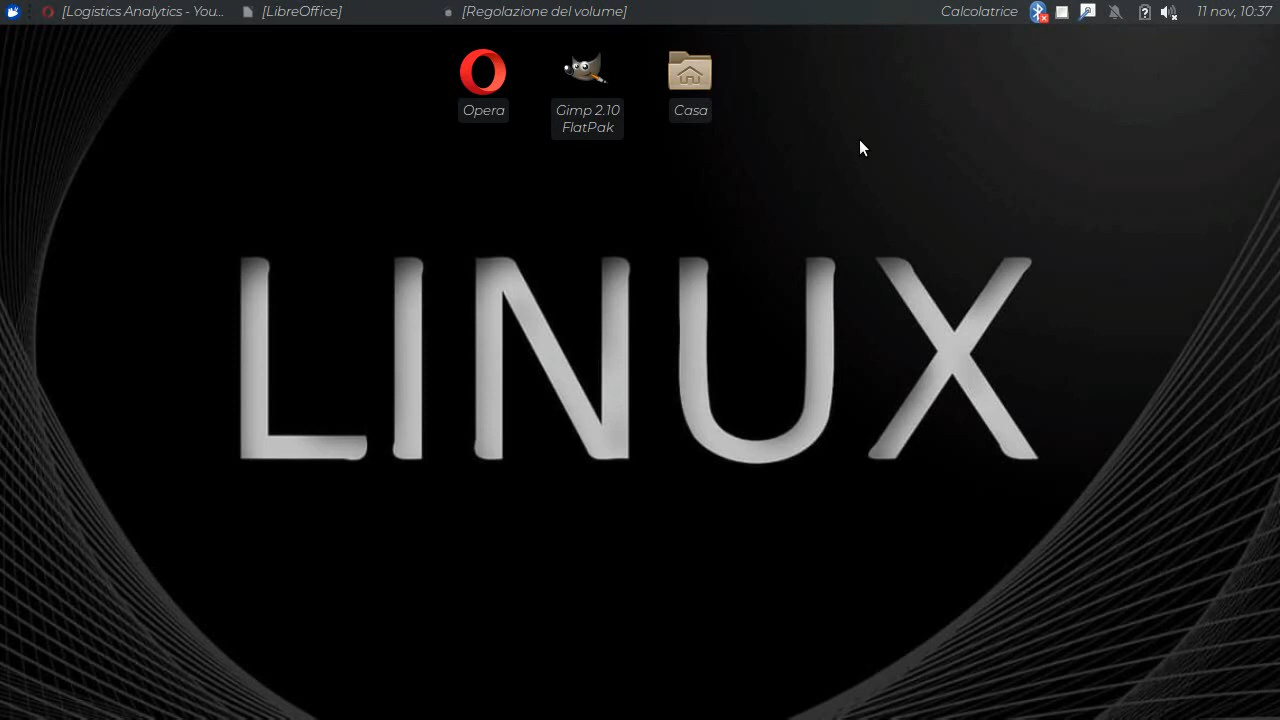 [Logistics Analytics - You...
[LibreOffice]
[Regolazione del volume]
Calcolatrice
11 nov, 10:37
Opera
Gimp 2.10
FlatPak
Casa
LINUX